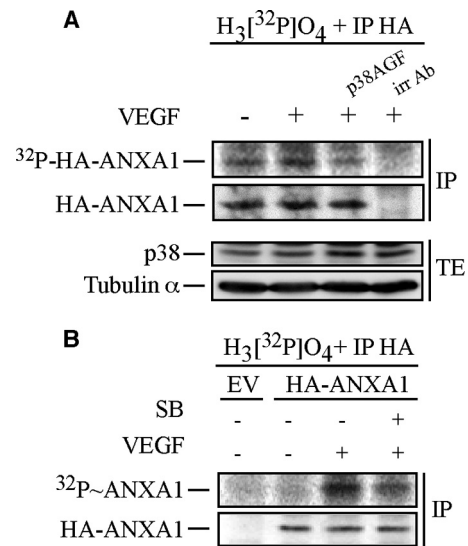 A
H₃[³²P]O₄ + IP HA
p38AGF
irr Ab
VEGF - + + +
³²P-HA-ANXA1
HA-ANXA1
IP
p38
Tubulin α
TE
B
H₃[³²P]O₄+ IP HA
EV HA-ANXA1
SB - - - +
VEGF - - + +
³²P~ANXA1
HA-ANXA1
IP